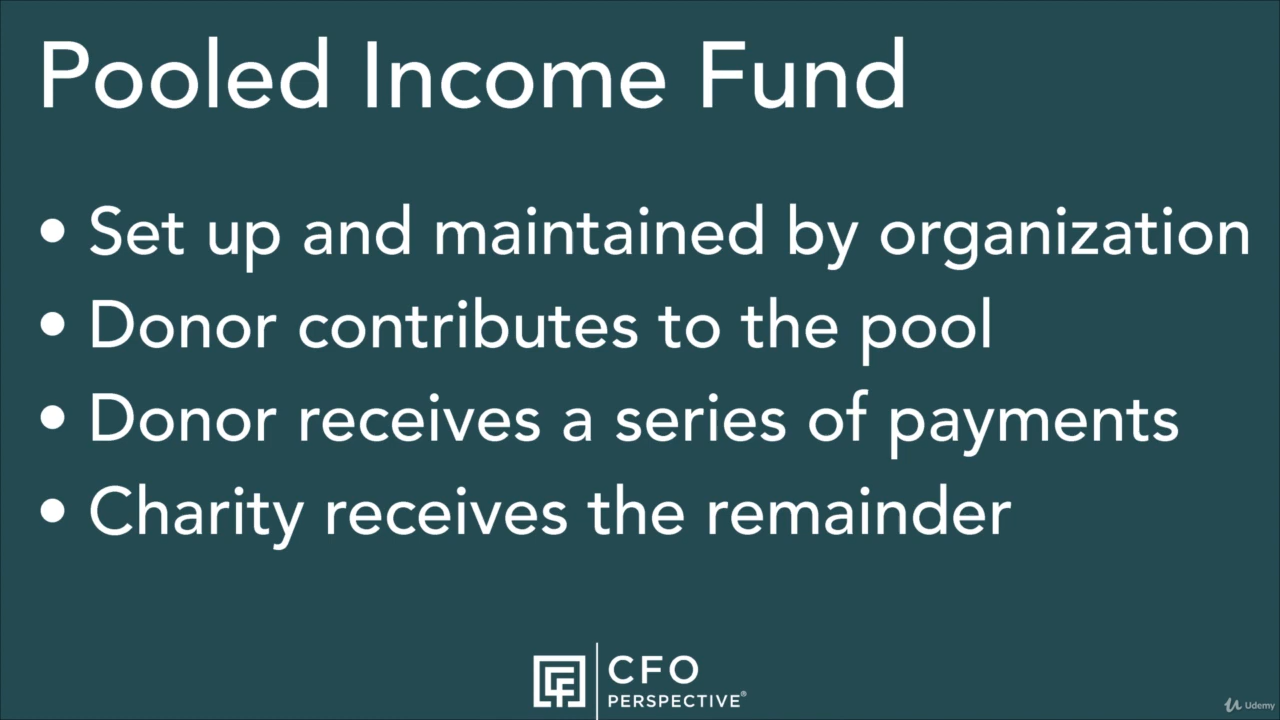 Pooled Income Fund
• Set up and maintained by organization
• Donor contributes to the pool
• Donor receives a series of payments
• Charity receives the remainder
CFO
PERSPECTIVE®
Udemy